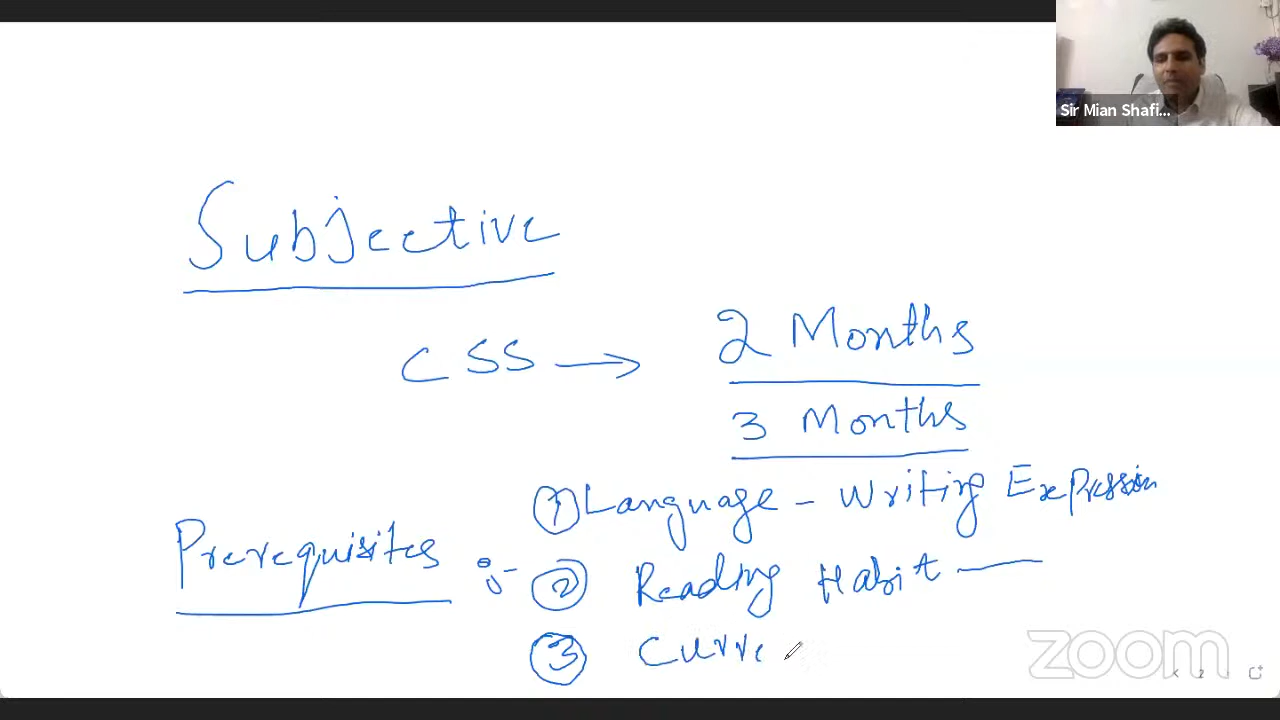 Sir Mian Shafi...
Subjective
CSS → 2 Months
3 Months
Prerequisites :-
① Language - Writing Expression
② Reading Habit —
③ Curre
zoom
2